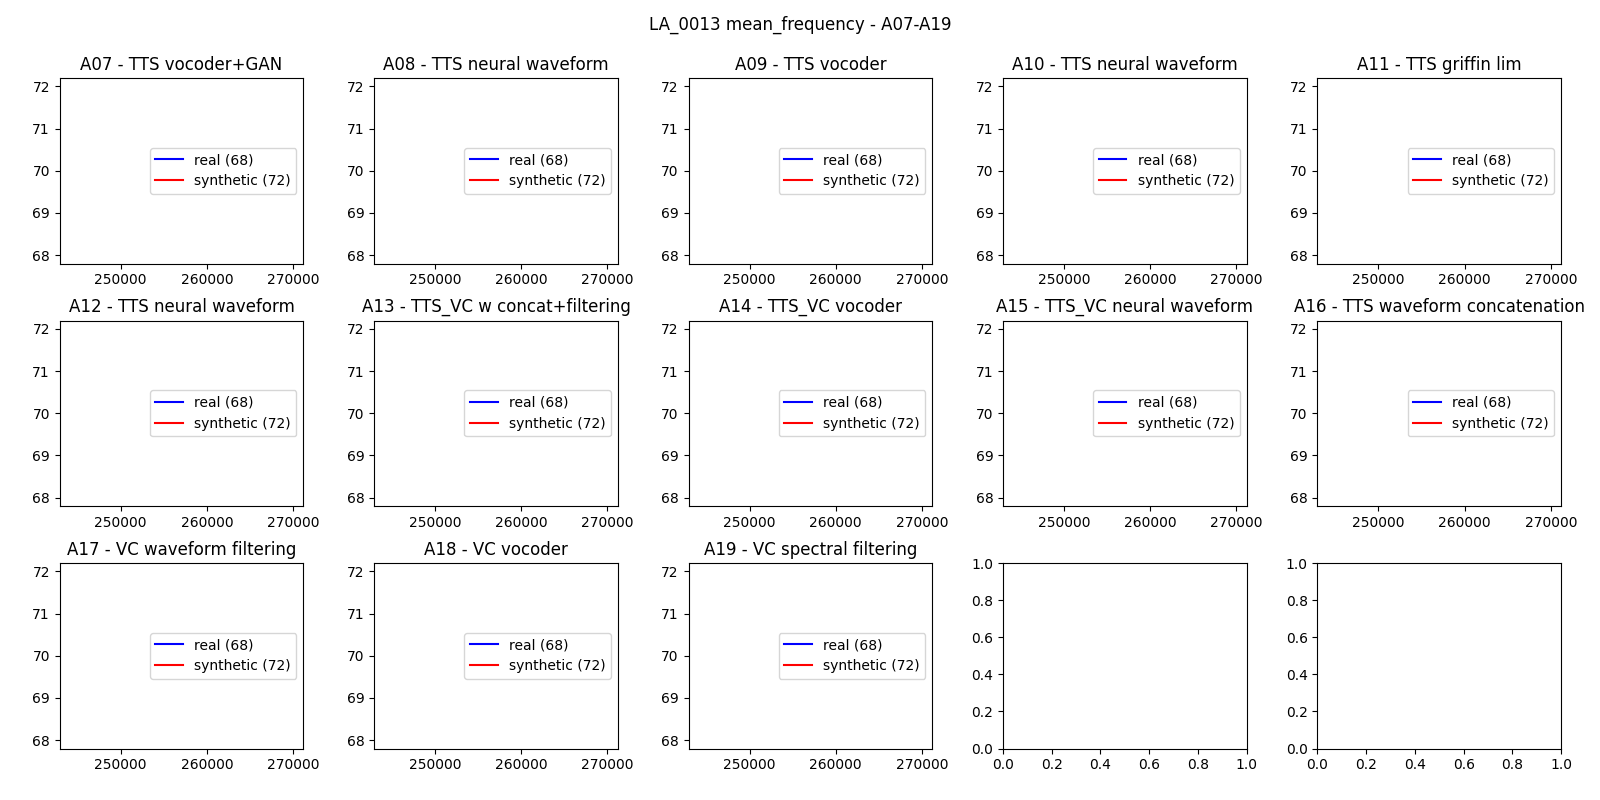 LA_0013 mean_frequency - A07-A19
A07 - TTS vocoder+GAN
72
71
70
69
68
real (68)
synthetic (72)
250000 260000 270000
A08 - TTS neural waveform
72
71
70
69
68
real (68)
synthetic (72)
250000 260000 270000
A09 - TTS vocoder
72
71
70
69
68
real (68)
synthetic (72)
250000 260000 270000
A10 - TTS neural waveform
72
71
70
69
68
real (68)
synthetic (72)
250000 260000 270000
A11 - TTS griffin lim
72
71
70
69
68
real (68)
synthetic (72)
250000 260000 270000
A12 - TTS neural waveform
72
71
70
69
68
real (68)
synthetic (72)
250000 260000 270000
A13 - TTS_VC w concat+filtering
72
71
70
69
68
real (68)
synthetic (72)
250000 260000 270000
A14 - TTS_VC vocoder
72
71
70
69
68
real (68)
synthetic (72)
250000 260000 270000
A15 - TTS_VC neural waveform
72
71
70
69
68
real (68)
synthetic (72)
250000 260000 270000
A16 - TTS waveform concatenation
72
71
70
69
68
real (68)
synthetic (72)
250000 260000 270000
A17 - VC waveform filtering
72
71
70
69
68
real (68)
synthetic (72)
250000 260000 270000
A18 - VC vocoder
72
71
70
69
68
real (68)
synthetic (72)
250000 260000 270000
A19 - VC spectral filtering
72
71
70
69
68
real (68)
synthetic (72)
250000 260000 270000
1.0
0.8
0.6
0.4
0.2
0.0
0.0 0.2 0.4 0.6 0.8 1.0
1.0
0.8
0.6
0.4
0.2
0.0
0.0 0.2 0.4 0.6 0.8 1.0